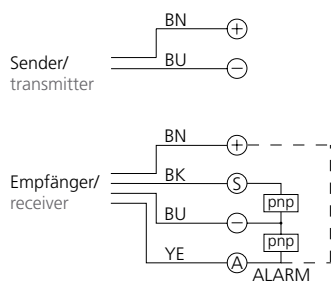 BN +
Sender/ BU −
transmitter
BN +
BK S
Empfänger/ pnp
receiver BU −
pnp
YE A
ALARM